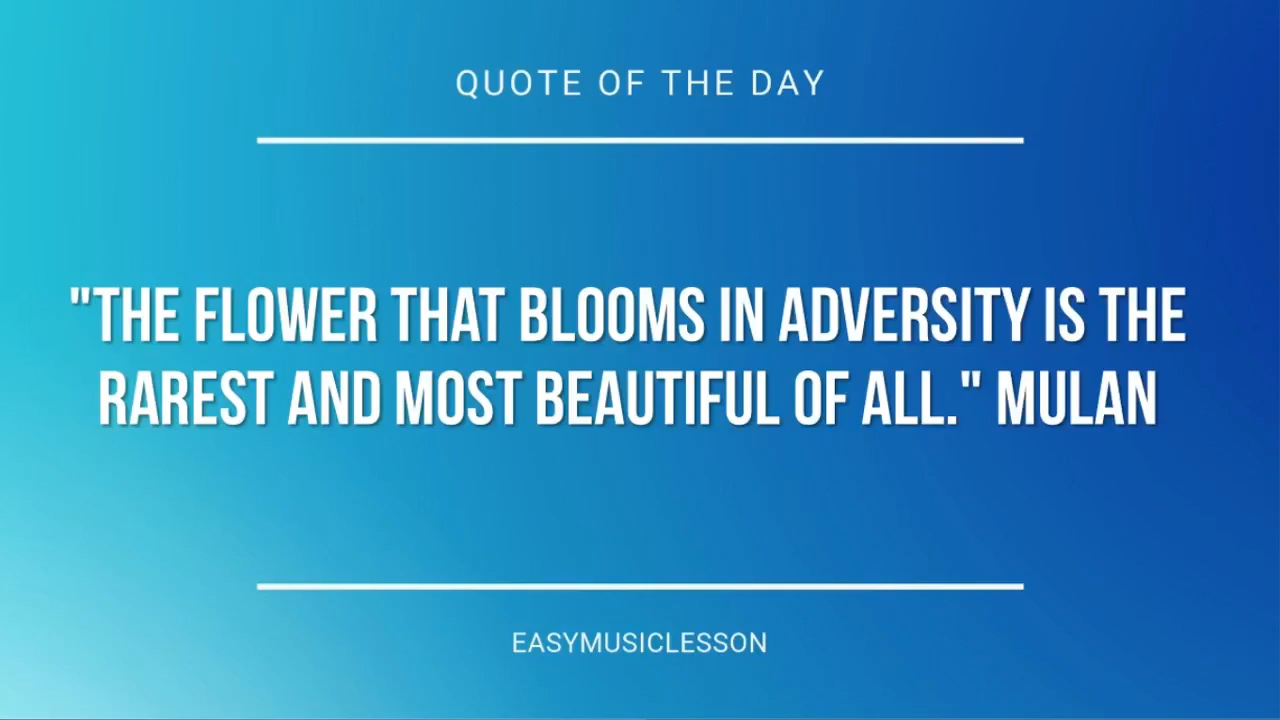 QUOTE OF THE DAY
"THE FLOWER THAT BLOOMS IN ADVERSITY IS THE
RAREST AND MOST BEAUTIFUL OF ALL." MULAN
EASYMUSICLESSON